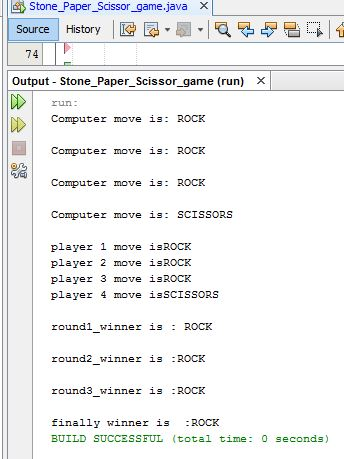 Stone_Paper_Scissor_game.java
Source History
74
Output - Stone_Paper_Scissor_game (run)
run:
Computer move is: ROCK
Computer move is: ROCK
Computer move is: ROCK
Computer move is: SCISSORS
player 1 move isROCK
player 2 move isROCK
player 3 move isROCK
player 4 move isSCISSORS
round1_winner is : ROCK
round2_winner is :ROCK
round3_winner is :ROCK
finally winner is  :ROCK
BUILD SUCCESSFUL (total time: 0 seconds)